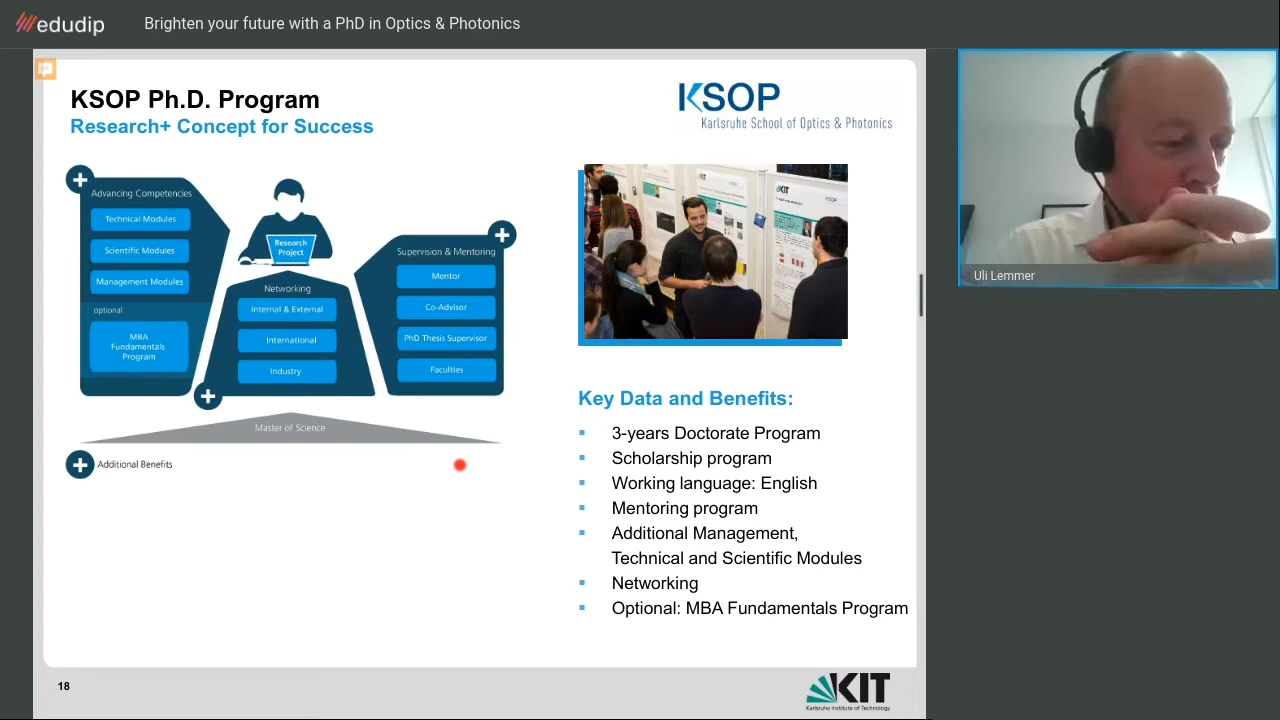 edudip
Brighten your future with a PhD in Optics & Photonics
KSOP Ph.D. Program
Research+ Concept for Success
KSOP
Karlsruhe School of Optics & Photonics
Advancing Competencies
Technical Modules
Scientific Modules
Management Modules
optional
MBA
Fundamentals
Program
Research
Project
Networking
Internal & External
International
Industry
Supervision & Mentoring
Mentor
Co-Advisor
PhD Thesis Supervisor
Faculties
Master of Science
Additional Benefits
KIT
Key Data and Benefits:
3-years Doctorate Program
Scholarship program
Working language: English
Mentoring program
Additional Management,
Technical and Scientific Modules
Networking
Optional: MBA Fundamentals Program
18
KIT
Karlsruhe Institute of Technology
Uli Lemmer